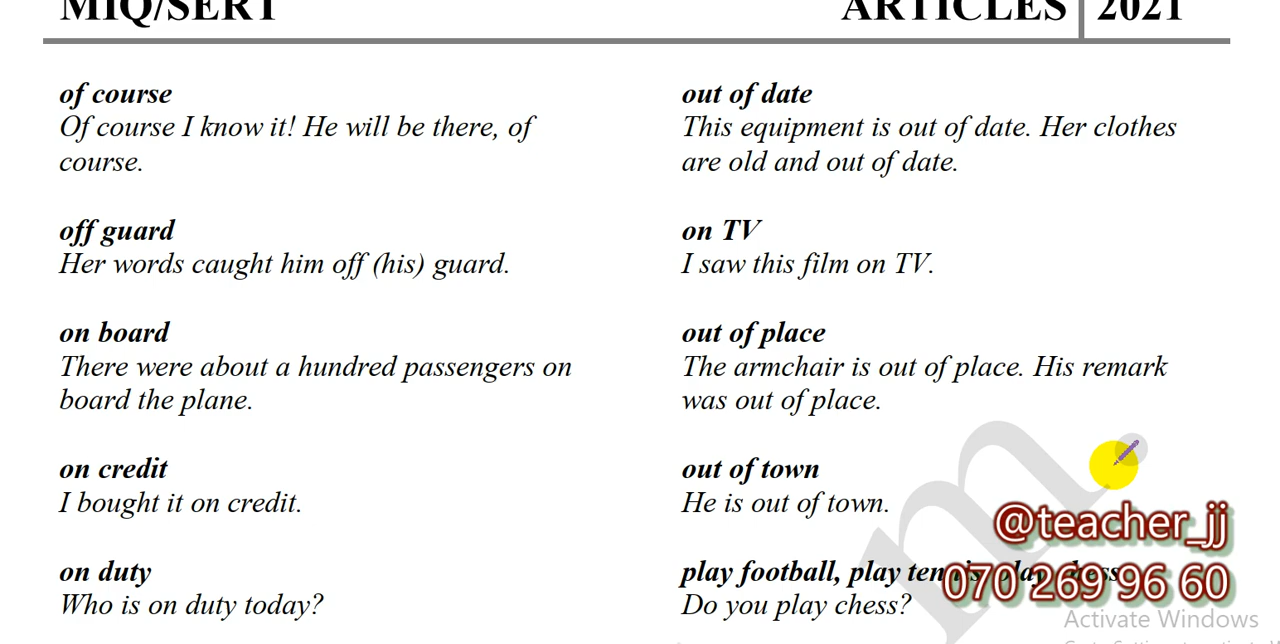 MIQ/SERT
ARTICLES 2021
of course
Of course I know it! He will be there, of
course.
off guard
Her words caught him off (his) guard.
on board
There were about a hundred passengers on
board the plane.
on credit
I bought it on credit.
on duty
Who is on duty today?
out of date
This equipment is out of date. Her clothes
are old and out of date.
on TV
I saw this film on TV.
out of place
The armchair is out of place. His remark
was out of place.
out of town
He is out of town.
play football, play tennis, play chess
Do you play chess?
m
@teacher_jj
070 269 96 60
Activate Windows